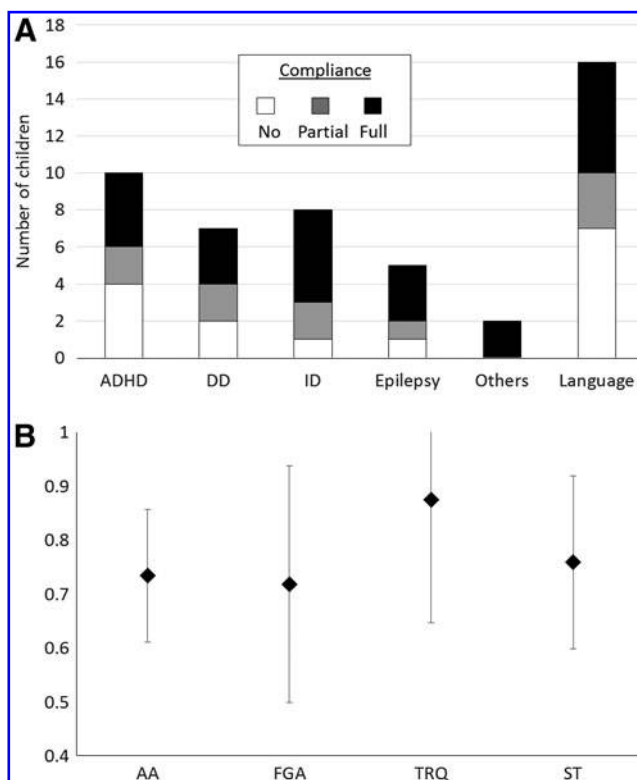 A
18
16
14
12
10
8
6
4
2
0
Number of children
Compliance
No Partial Full
ADHD DD ID Epilepsy Others Language
B
1
0.9
0.8
0.7
0.6
0.5
0.4
AA FGA TRQ ST